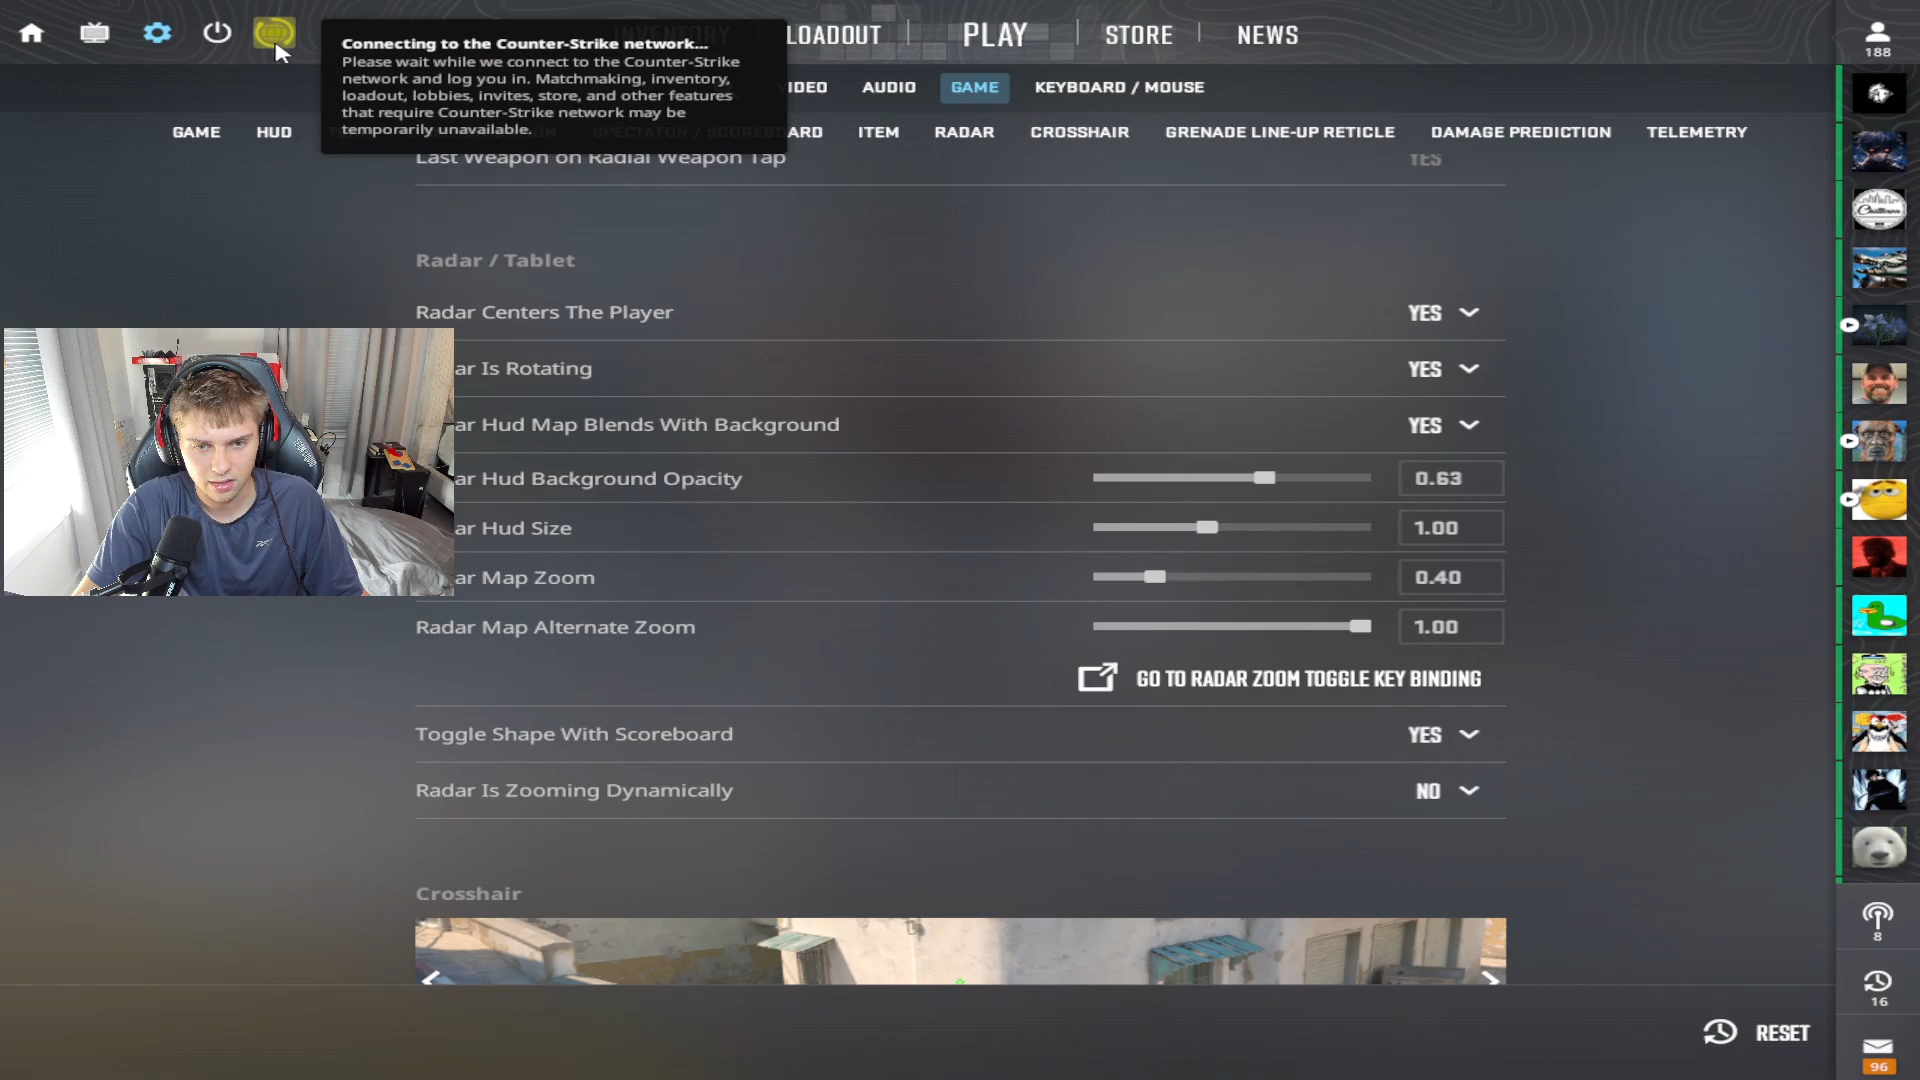 INVENTORY
LOADOUT
PLAY
STORE
NEWS
188
Connecting to the Counter-Strike network...
Please wait while we connect to the Counter-Strike
network and log you in. Matchmaking, inventory,
loadout, lobbies, invites, store, and other features
that require Counter-Strike network may be
temporarily unavailable.
IDEO
AUDIO
GAME
KEYBOARD / MOUSE
GAME
HUD
SPECTATOR / SCOREBOARD
ITEM
RADAR
CROSSHAIR
GRENADE LINE-UP RETICLE
DAMAGE PREDICTION
TELEMETRY
Last Weapon on Radial Weapon Tap
YES
Radar / Tablet
Radar Centers The Player
YES
ar Is Rotating
YES
ar Hud Map Blends With Background
YES
ar Hud Background Opacity
0.63
ar Hud Size
1.00
ar Map Zoom
0.40
Radar Map Alternate Zoom
1.00
GO TO RADAR ZOOM TOGGLE KEY BINDING
Toggle Shape With Scoreboard
YES
Radar Is Zooming Dynamically
NO
Crosshair
8
16
RESET
96